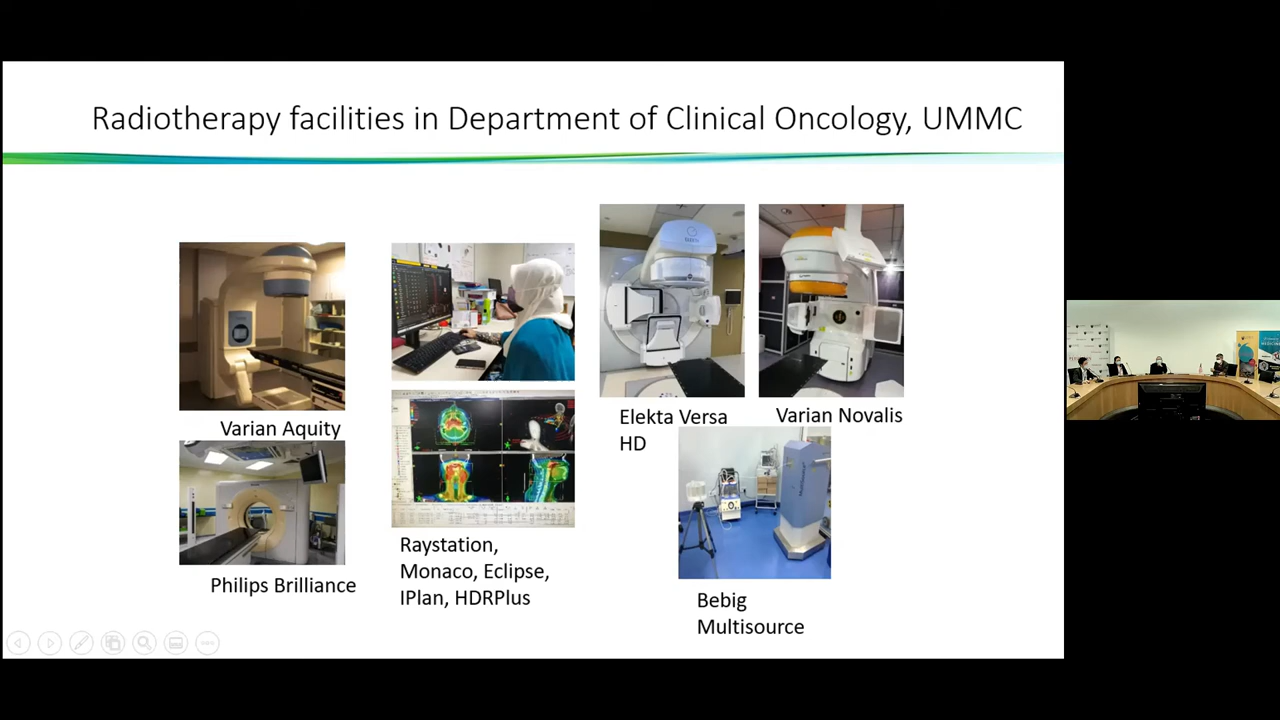 Radiotherapy facilities in Department of Clinical Oncology, UMMC
Varian Aquity
Philips Brilliance
Raystation,
Monaco, Eclipse,
IPlan, HDRPlus
Elekta Versa
HD
Varian Novalis
Bebig
Multisource